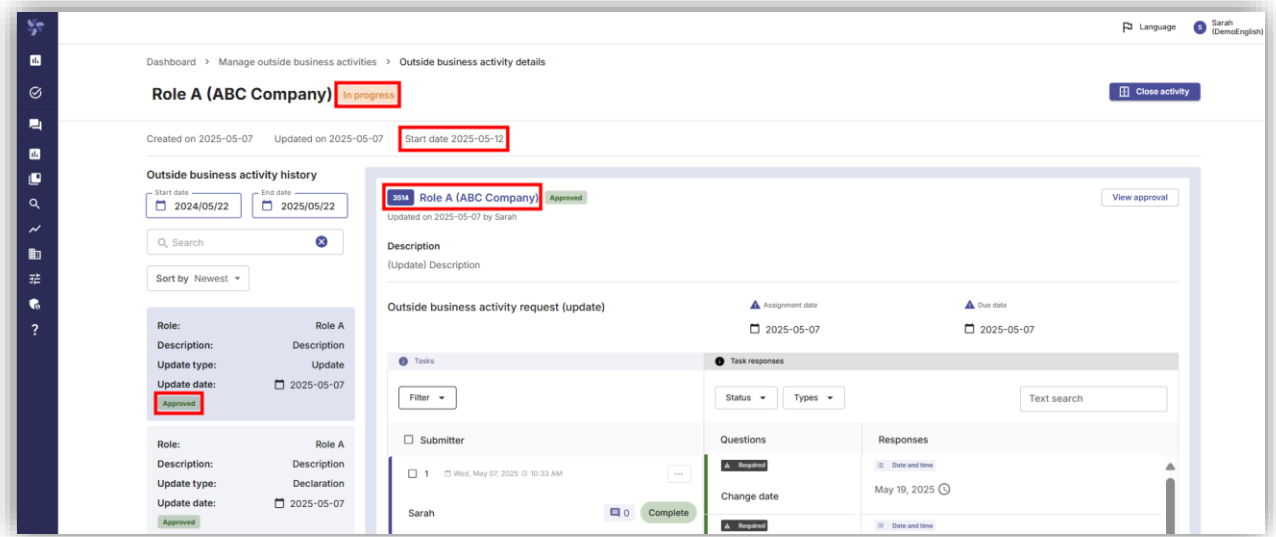 Language
S
Sarah
(DemoEnglish)
Dashboard > Manage outside business activities > Outside business activity details
Role A (ABC Company)
In progress
Close activity
Created on 2025-05-07
Updated on 2025-05-07
Start date 2025-05-12
Outside business activity history
Start date
2024/05/22
End date
2025/05/22
Search
Sort by Newest
Role: Role A
Description: Description
Update type: Update
Update date: 2025-05-07
Approved
Role: Role A
Description: Description
Update type: Declaration
Update date: 2025-05-07
Approved
3514 Role A (ABC Company) Approved
View approval
Updated on 2025-05-07 by Sarah
Description
(Update) Description
Outside business activity request (update)
Assignment date
2025-05-07
Due date
2025-05-07
Tasks
Filter
Submitter
1 Wed, May 07, 2025 10:33 AM
...
Sarah
0
Complete
Task responses
Status
Types
Text search
Questions
Responses
Required
Change date
Date and time
May 19, 2025
Required
Date and time
?